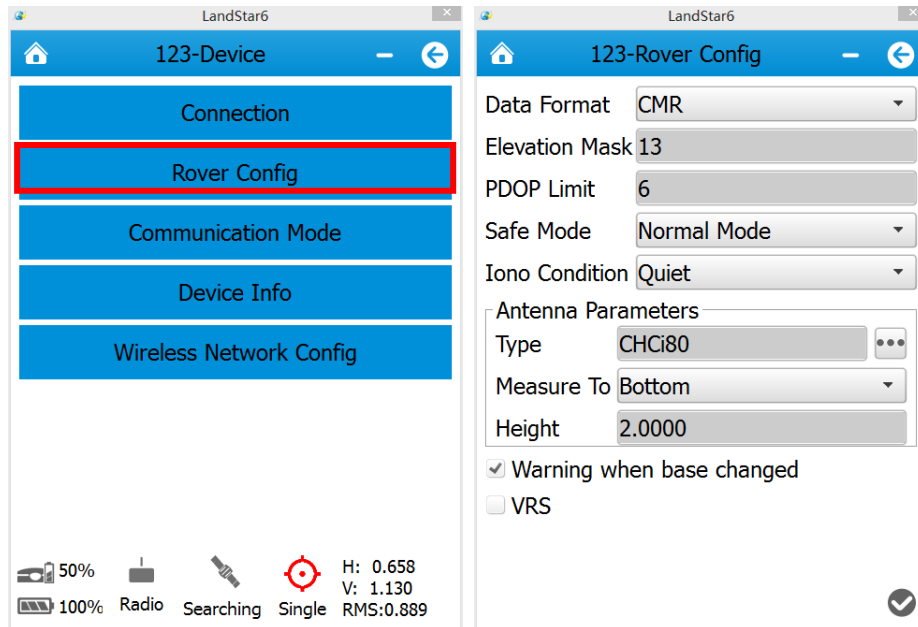 LandStar6
123-Device
Connection
Rover Config
Communication Mode
Device Info
Wireless Network Config
50%
100%
Radio
Searching
Single
H: 0.658
V: 1.130
RMS:0.889
LandStar6
123-Rover Config
Data Format CMR
Elevation Mask 13
PDOP Limit 6
Safe Mode Normal Mode
Iono Condition Quiet
Antenna Parameters
Type CHCi80
Measure To Bottom
Height 2.0000
Warning when base changed
VRS